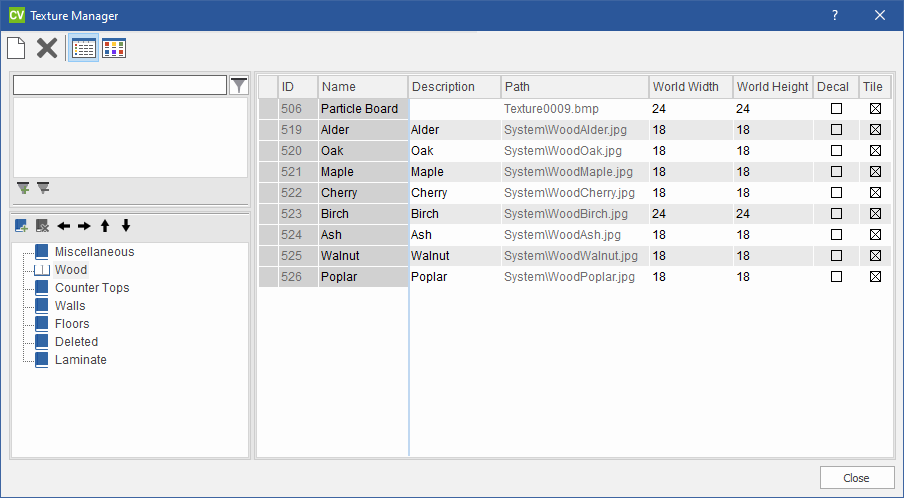 CV Texture Manager ?
ID Name Description Path World Width World Height Decal Tile
506 Particle Board Texture0009.bmp 24 24
519 Alder Alder System\WoodAlder.jpg 18 18
520 Oak Oak System\WoodOak.jpg 18 18
521 Maple Maple System\WoodMaple.jpg 18 18
522 Cherry Cherry System\WoodCherry.jpg 18 18
523 Birch Birch System\WoodBirch.jpg 24 24
524 Ash Ash System\WoodAsh.jpg 18 18
525 Walnut Walnut System\WoodWalnut.jpg 18 18
526 Poplar Poplar System\WoodPoplar.jpg 18 18
Miscellaneous
Wood
Counter Tops
Walls
Floors
Deleted
Laminate
Close